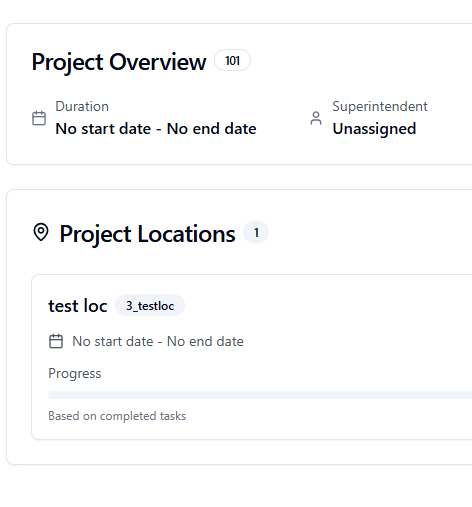 Project Overview 101
Duration
No start date - No end date
Superintendent
Unassigned
Project Locations 1
test loc 3_testloc
No start date - No end date
Progress
Based on completed tasks